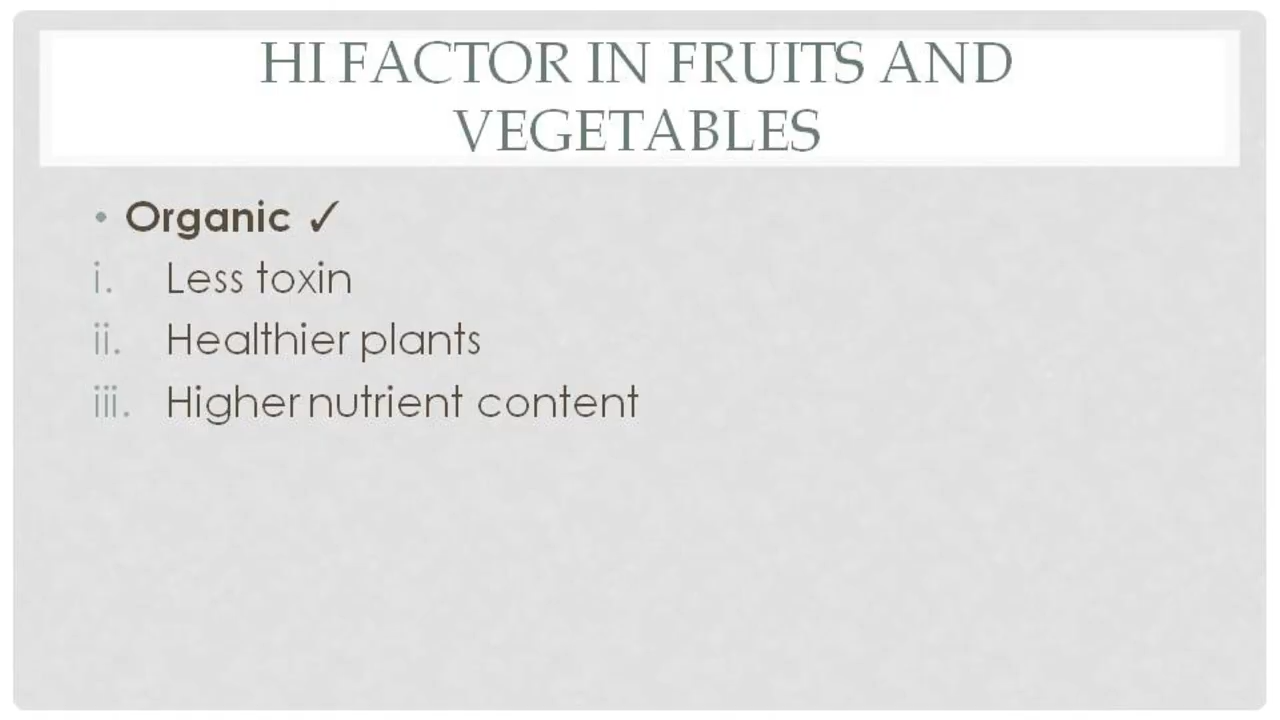 HI FACTOR IN FRUITS AND
VEGETABLES
• Organic ✓
i. Less toxin
ii. Healthier plants
iii. Higher nutrient content